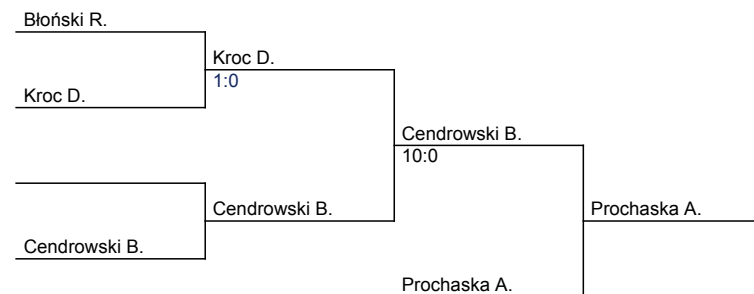 Błoński R.
Kroc D.
1:0
Kroc D.
Cendrowski B.
10:0
Cendrowski B.
Prochaska A.
Cendrowski B.
Prochaska A.